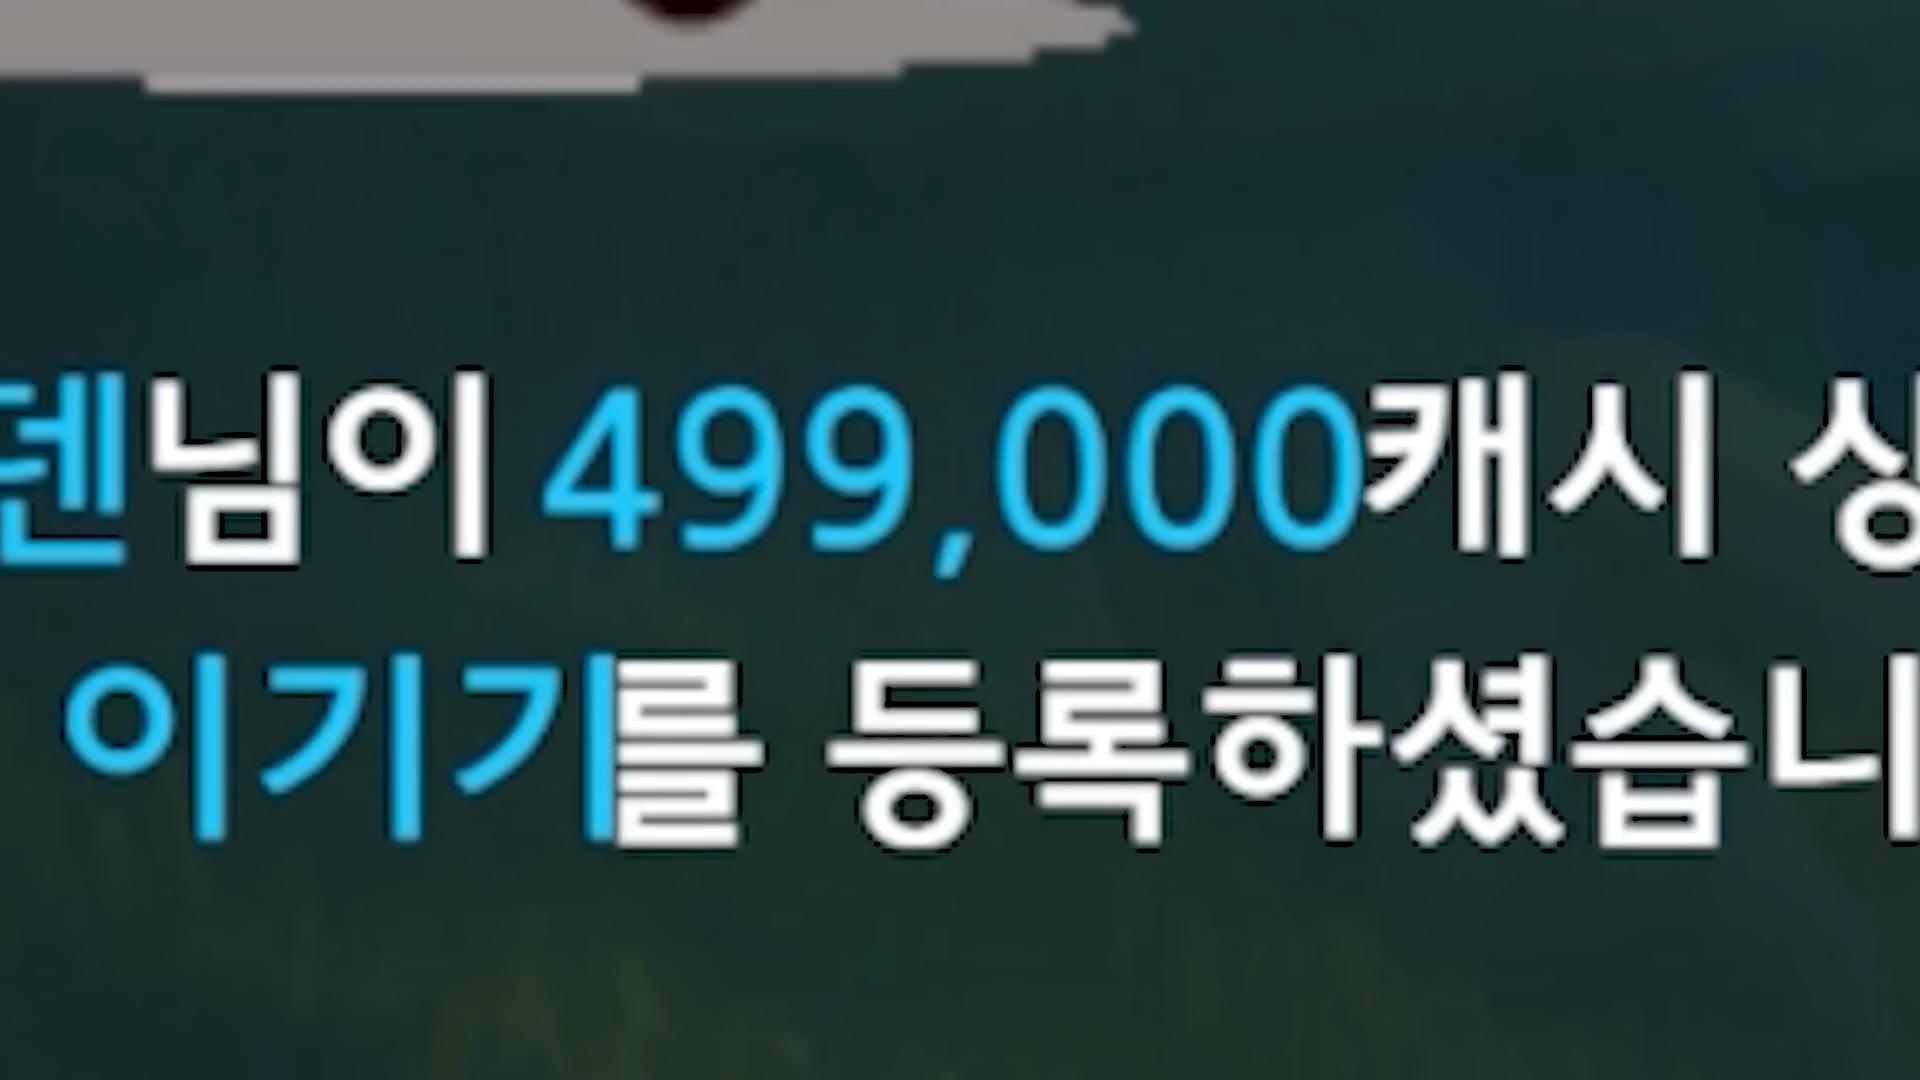 덴님이 499,000캐시 상
이기기를 등록하셨습니